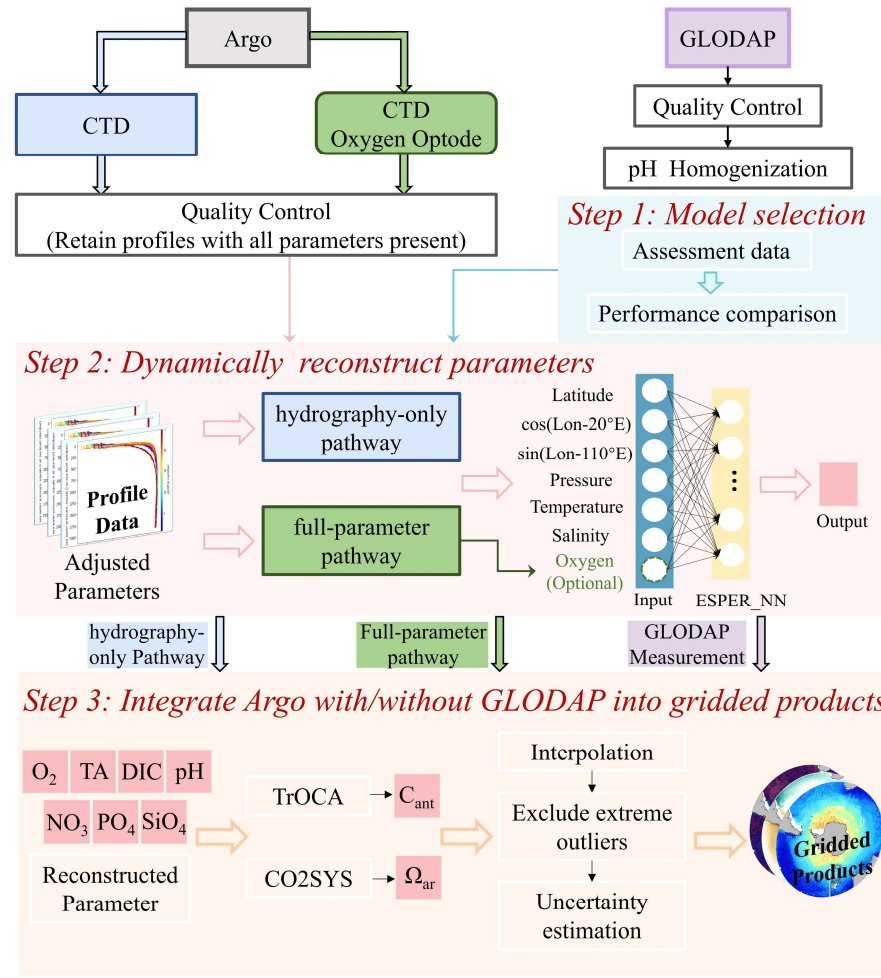 Argo
GLODAP
CTD
CTD
Oxygen Optode
Quality Control
pH Homogenization
Quality Control
(Retain profiles with all parameters present)
Step 1: Model selection
Assessment data
Performance comparison
Step 2: Dynamically reconstruct parameters
Profile
Data
Adjusted
Parameters
hydrography-only
pathway
full-parameter
pathway
Latitude
cos(Lon-20°E)
sin(Lon-110°E)
Pressure
Temperature
Salinity
Oxygen
(Optional)
Input
ESPER_NN
Output
hydrography-
only Pathway
Full-parameter
pathway
GLODAP
Measurement
Step 3: Integrate Argo with/without GLODAP into gridded products
O₂ TA DIC pH
NO₃ PO₄ SiO₄
Reconstructed
Parameter
TrOCA
C_ant
CO2SYS
Ω_ar
Interpolation
Exclude extreme
outliers
Uncertainty
estimation
Gridded
Products